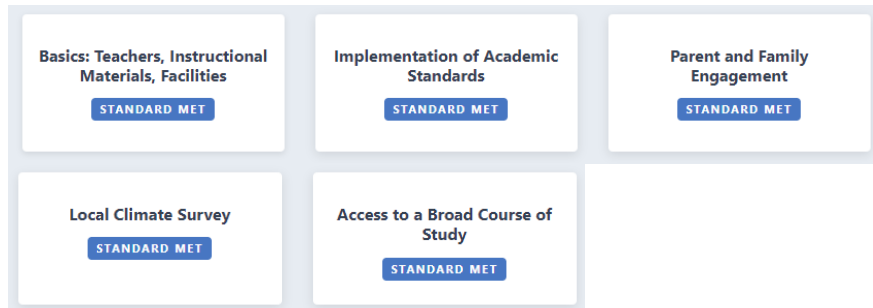 Basics: Teachers, Instructional
Materials, Facilities
STANDARD MET
Implementation of Academic
Standards
STANDARD MET
Parent and Family
Engagement
STANDARD MET
Local Climate Survey
STANDARD MET
Access to a Broad Course of
Study
STANDARD MET